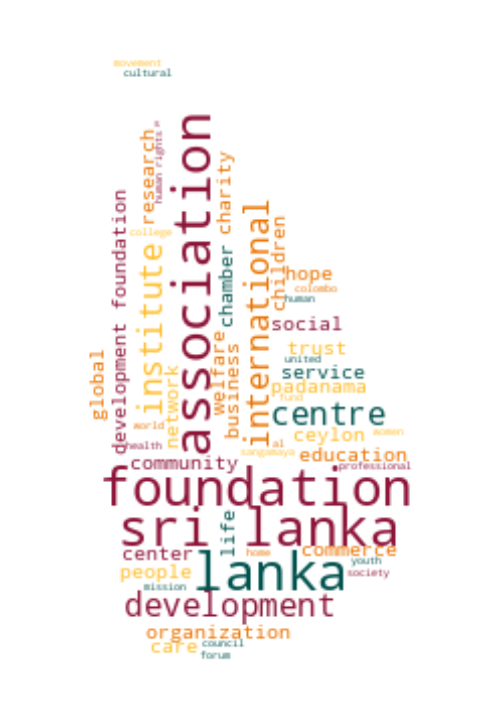 movement
cultural
association
research
human rights
charity
development foundation
international
children
college
institute
chamber
hope
colombo
human
social
welfare
business
trust
global
united
service
network
padanama
fund
centre
world
ceylon
women
health
al
sangamaya
education
community
professional
foundation
sri lanka
life
center
home
commerce
lanka
youth
people
society
mission
development
organization
care
council
forum